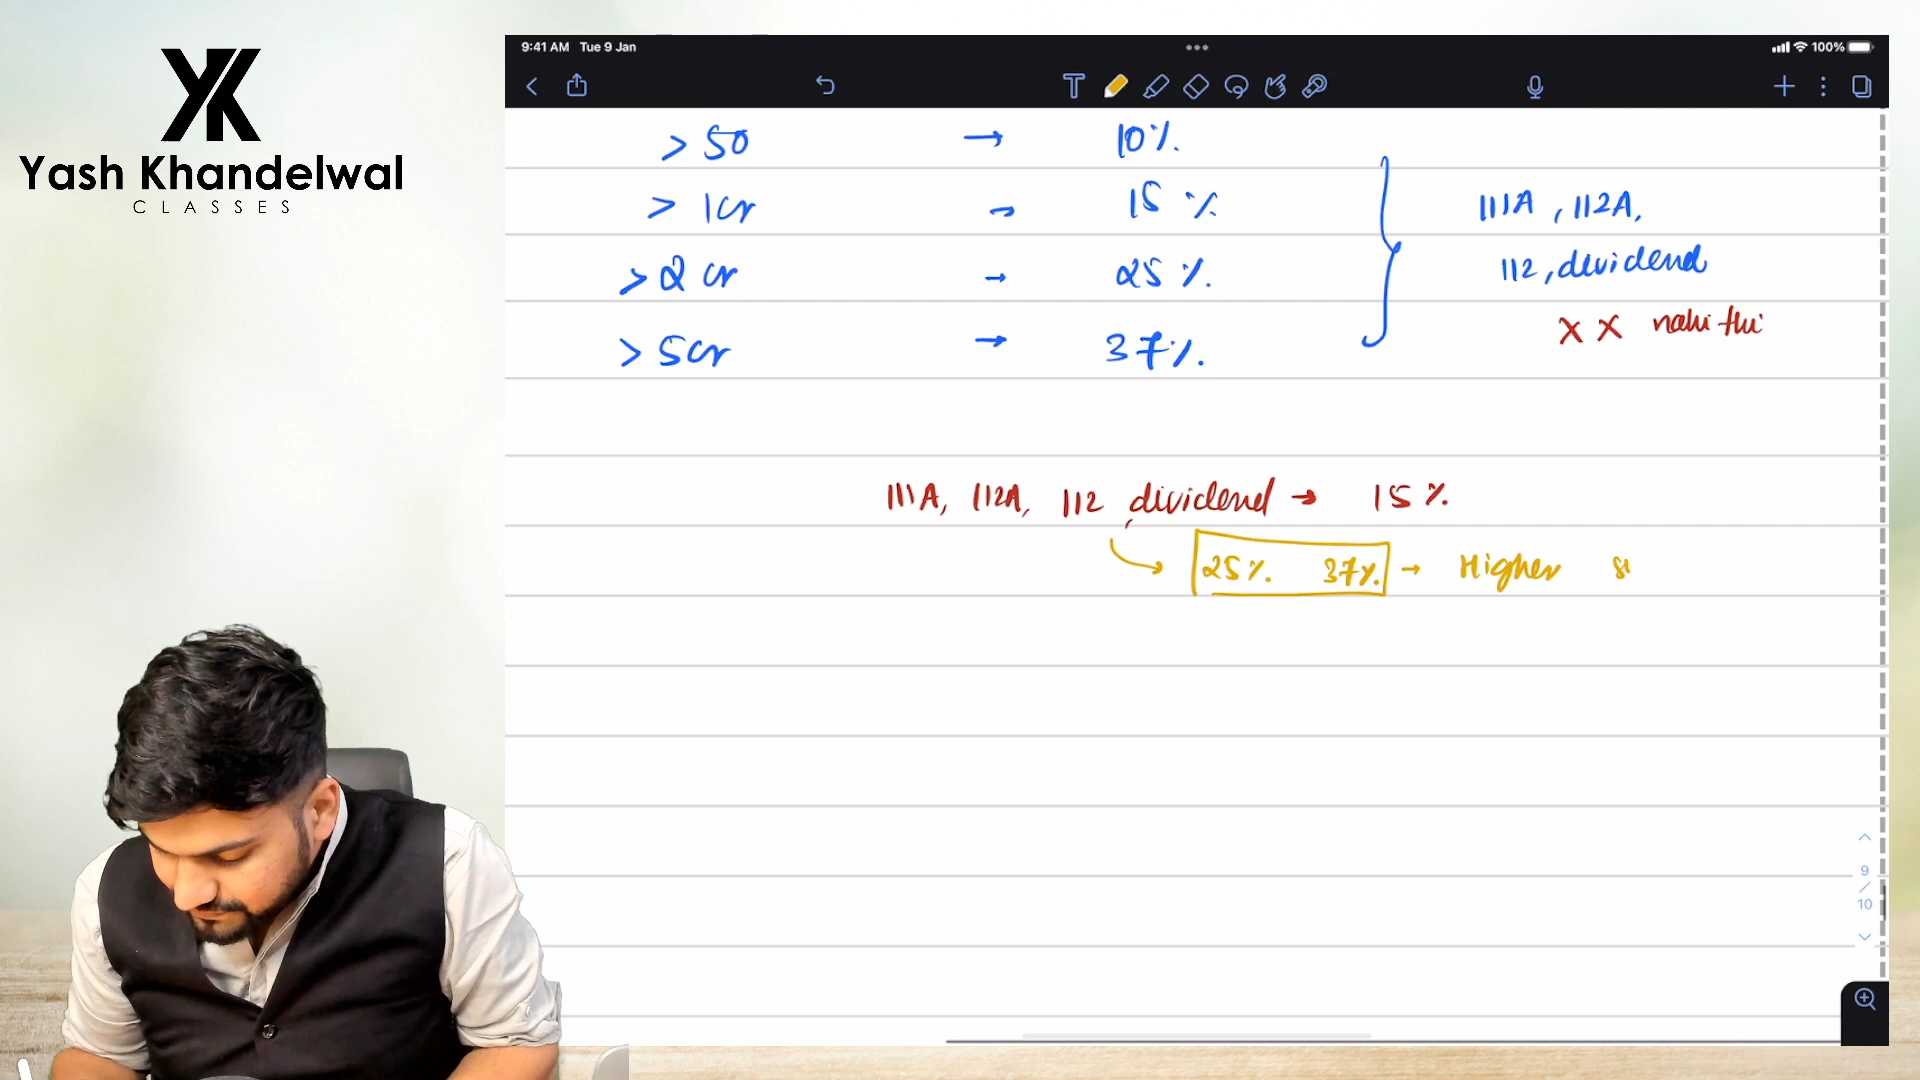 YK
Yash Khandelwal
CLASSES
9:41 AM Tue 9 Jan
100%
> 50 → 10%.
> 1cr → 15 %
> 2 cr → 25 %.
> 5cr → 37%.
111A, 112A,
112, dividend
X X nahi thi
111A, 112A, 112, dividend → 15 %.
25%. 37%. → Higher
9
/
10